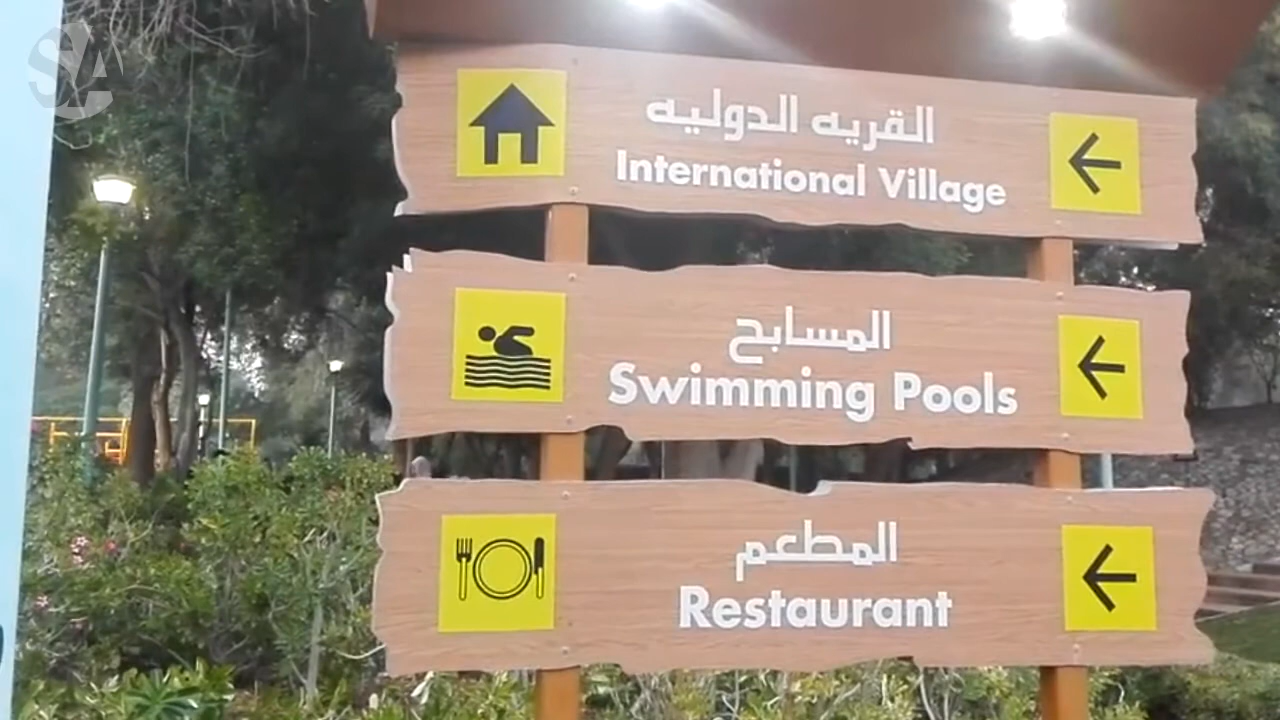 القريه الدوليه
International Village
المسابح
Swimming Pools
المطعم
Restaurant